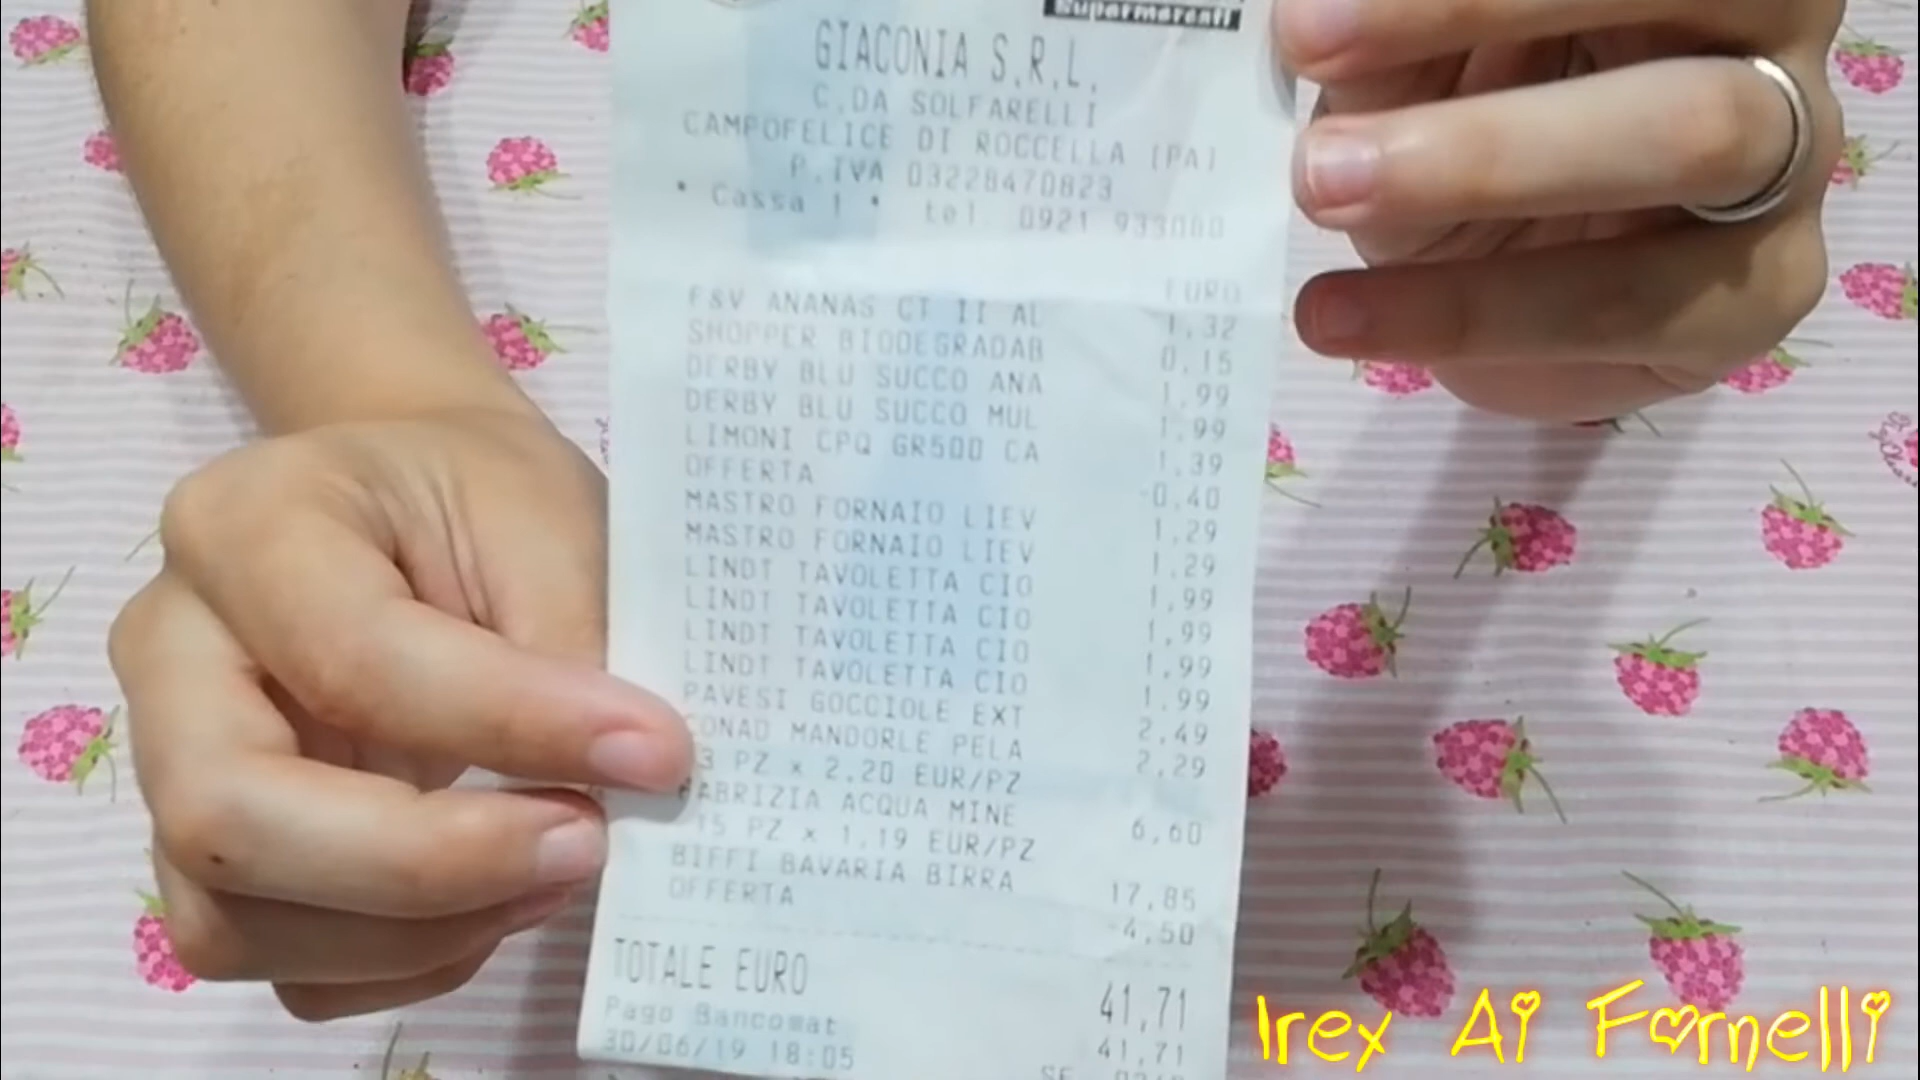 Supermercati
GIACONIA S.R.L.
C.DA SOLFARELLI
CAMPOFELICE DI ROCCELLA (PA)
P.IVA 03228470823
* Cassa 1 * tel. 0921 933080
EURO
F&V ANANAS CT II AL 1,32
SHOPPER BIODEGRADAB 0,15
DERBY BLU SUCCO ANA 1,99
DERBY BLU SUCCO MUL 1,99
LIMONI CPQ GR500 CA 1,39
OFFERTA -0,40
MASTRO FORNAIO LIEV 1,29
MASTRO FORNAIO LIEV 1,29
LINDT TAVOLETTA CIO 1,99
LINDT TAVOLETTA CIO 1,99
LINDT TAVOLETTA CIO 1,99
LINDT TAVOLETTA CIO 1,99
PAVESI GOCCIOLE EXT 2,49
CONAD MANDORLE PELA 2,29
3 PZ x 2,20 EUR/PZ
FABRIZIA ACQUA MINE 6,60
15 PZ x 1,19 EUR/PZ
BIFFI BAVARIA BIRRA 17,85
OFFERTA -4,50
TOTALE EURO 41,71
Pago Bancomat 41,71
30/06/19 18:05
Irex Ai Fornelli